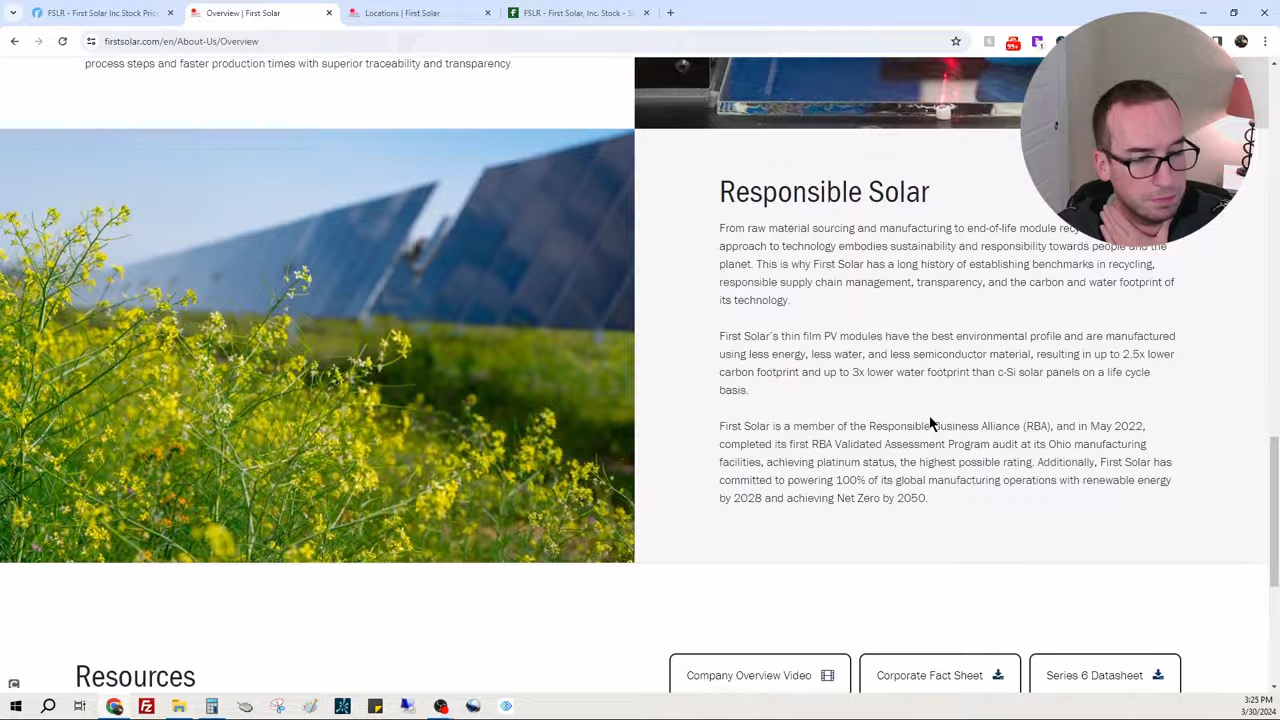 FSLR - First Solar Inc Stock Pric
Overview | First Solar
Locations | First Solar
FSLR - First Solar, Inc. Stock - S
firstsolar.com/en/About-Us/Overview
99+
1
process steps and faster production times with superior traceability and transparency.
Responsible Solar
From raw material sourcing and manufacturing to end-of-life module
approach to technology embodies sustainability and responsibility towards people and the
planet. This is why First Solar has a long history of establishing benchmarks in recycling,
responsible supply chain management, transparency, and the carbon and water footprint of
its technology.
First Solar's thin film PV modules have the best environmental profile and are manufactured
using less energy, less water, and less semiconductor material, resulting in up to 2.5x lower
carbon footprint and up to 3x lower water footprint than c-Si solar panels on a life cycle
basis.
First Solar is a member of the Responsible Business Alliance (RBA), and in May 2022,
completed its first RBA Validated Assessment Program audit at its Ohio manufacturing
facilities, achieving platinum status, the highest possible rating. Additionally, First Solar has
committed to powering 100% of its global manufacturing operations with renewable energy
by 2028 and achieving Net Zero by 2050.
Resources
Company Overview Video
Corporate Fact Sheet
Series 6 Datasheet
3:25 PM
3/30/2024